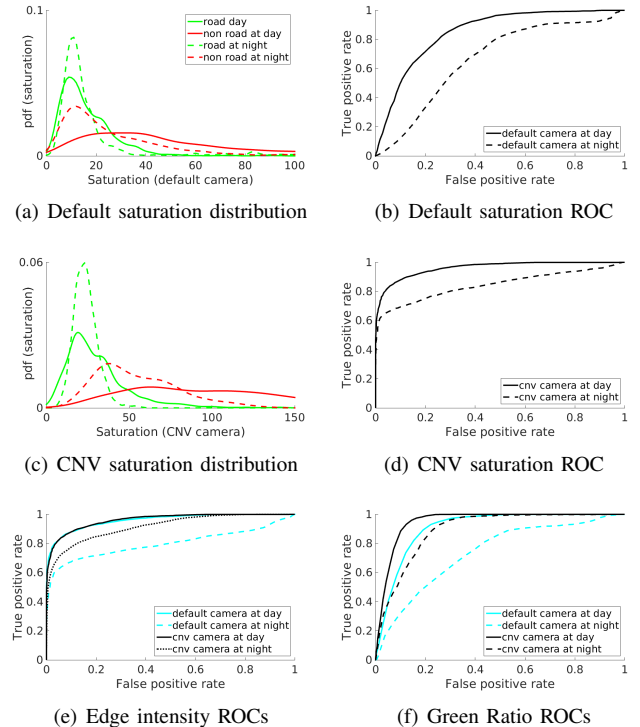 0.1
0
pdf (saturation)
road day
non road at day
road at night
non road at night
0 20 40 60 80 100
Saturation (default camera)
(a) Default saturation distribution
1
0.8
0.6
0.4
0.2
0
True positive rate
default camera at day
default camera at night
0 0.2 0.4 0.6 0.8 1
False positive rate
(b) Default saturation ROC
0.06
0
pdf (saturation)
0 50 100 150
Saturation (CNV camera)
(c) CNV saturation distribution
1
0.8
0.6
0.4
0.2
0
True positive rate
cnv camera at day
cnv camera at night
0 0.2 0.4 0.6 0.8 1
False positive rate
(d) CNV saturation ROC
1
0.8
0.6
0.4
0.2
0
True positive rate
default camera at day
default camera at night
cnv camera at day
cnv camera at night
0 0.2 0.4 0.6 0.8 1
False positive rate
(e) Edge intensity ROCs
1
0.8
0.6
0.4
0.2
0
True positive rate
default camera at day
default camera at night
cnv camera at day
cnv camera at night
0 0.2 0.4 0.6 0.8 1
False positive rate
(f) Green Ratio ROCs